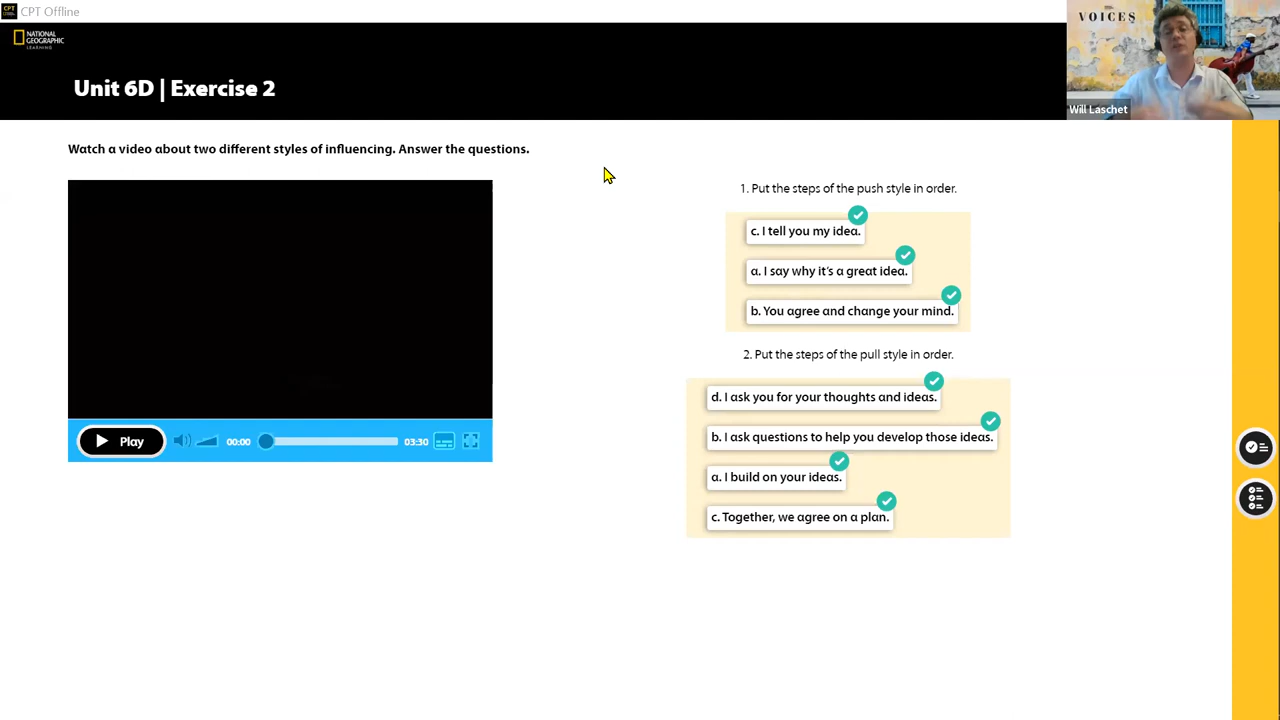 CPT Offline
NATIONAL
GEOGRAPHIC
LEARNING
VOICES
Will Laschet
Unit 6D | Exercise 2
Watch a video about two different styles of influencing. Answer the questions.
Play
00:00
03:30
1. Put the steps of the push style in order.
c. I tell you my idea.
a. I say why it's a great idea.
b. You agree and change your mind.
2. Put the steps of the pull style in order.
d. I ask you for your thoughts and ideas.
b. I ask questions to help you develop those ideas.
a. I build on your ideas.
c. Together, we agree on a plan.